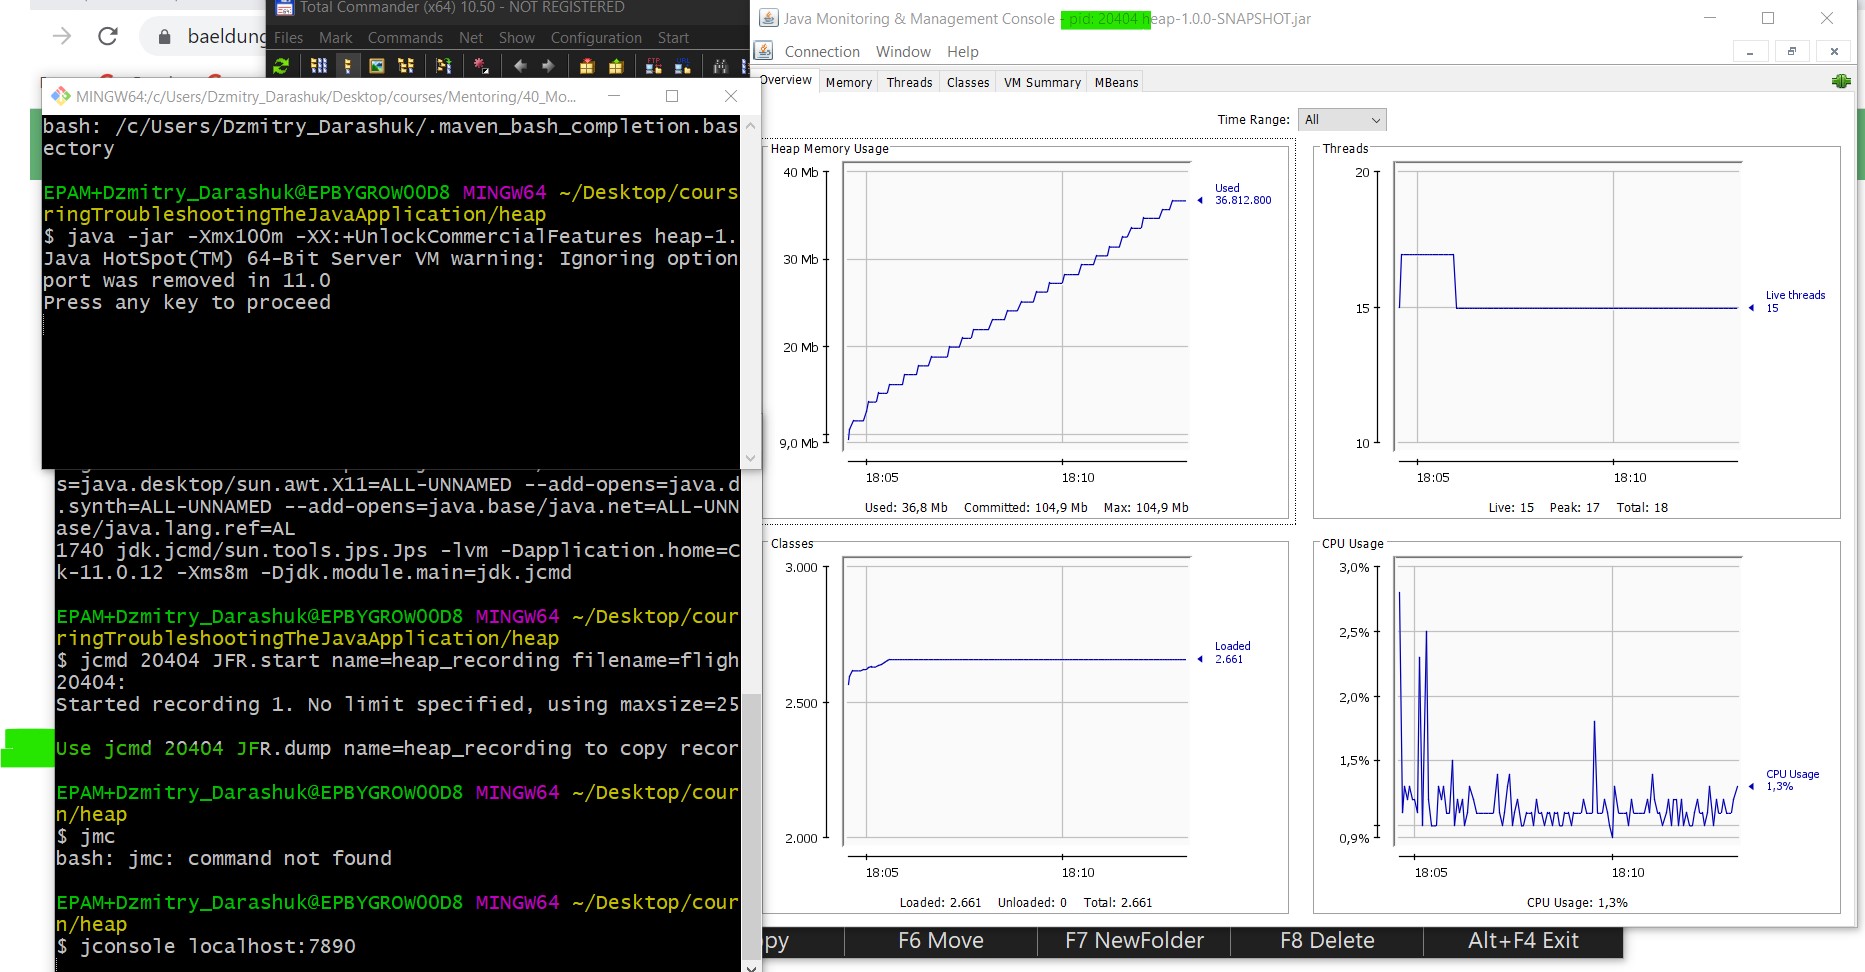 baeldung
Total Commander (x64) 10.50 - NOT REGISTERED
Files Mark Commands Net Show Configuration Start
MINGW64:/c/Users/Dzmitry_Darashuk/Desktop/courses/Mentoring/40_Mo...
bash: /c/Users/Dzmitry_Darashuk/.maven_bash_completion.bas
ectory
EPAM+Dzmitry_Darashuk@EPBYGROWOOD8 MINGW64 ~/Desktop/cours
ringTroubleshootingTheJavaApplication/heap
$ java -jar -Xmx100m -XX:+UnlockCommercialFeatures heap-1.
Java HotSpot(TM) 64-Bit Server VM warning: Ignoring option
port was removed in 11.0
Press any key to proceed
s=java.desktop/sun.awt.X11=ALL-UNNAMED --add-opens=java.d
.synth=ALL-UNNAMED --add-opens=java.base/java.net=ALL-UNN
ase/java.lang.ref=AL
1740 jdk.jcmd/sun.tools.jps.Jps -lvm -Dapplication.home=C
k-11.0.12 -Xms8m -Djdk.module.main=jdk.jcmd
EPAM+Dzmitry_Darashuk@EPBYGROWOOD8 MINGW64 ~/Desktop/cour
ringTroubleshootingTheJavaApplication/heap
$ jcmd 20404 JFR.start name=heap_recording filename=fligh
20404:
Started recording 1. No limit specified, using maxsize=25
Use jcmd 20404 JFR.dump name=heap_recording to copy recor
EPAM+Dzmitry_Darashuk@EPBYGROWOOD8 MINGW64 ~/Desktop/cour
n/heap
$ jmc
bash: jmc: command not found
EPAM+Dzmitry_Darashuk@EPBYGROWOOD8 MINGW64 ~/Desktop/cour
n/heap
$ jconsole localhost:7890
Java Monitoring & Management Console - pid: 20404 heap-1.0.0-SNAPSHOT.jar
Connection Window Help
Overview Memory Threads Classes VM Summary MBeans
Time Range: All
Heap Memory Usage
40 Mb
30 Mb
20 Mb
9,0 Mb
Used
36.812.800
18:05 18:10
Used: 36,8 Mb Committed: 104,9 Mb Max: 104,9 Mb
Threads
20
15
10
Live threads
15
18:05 18:10
Live: 15 Peak: 17 Total: 18
Classes
3.000
2.500
2.000
Loaded
2.661
18:05 18:10
Loaded: 2.661 Unloaded: 0 Total: 2.661
CPU Usage
3,0%
2,5%
2,0%
1,5%
0,9%
CPU Usage
1,3%
18:05 18:10
CPU Usage: 1,3%
F6 Move F7 NewFolder F8 Delete Alt+F4 Exit